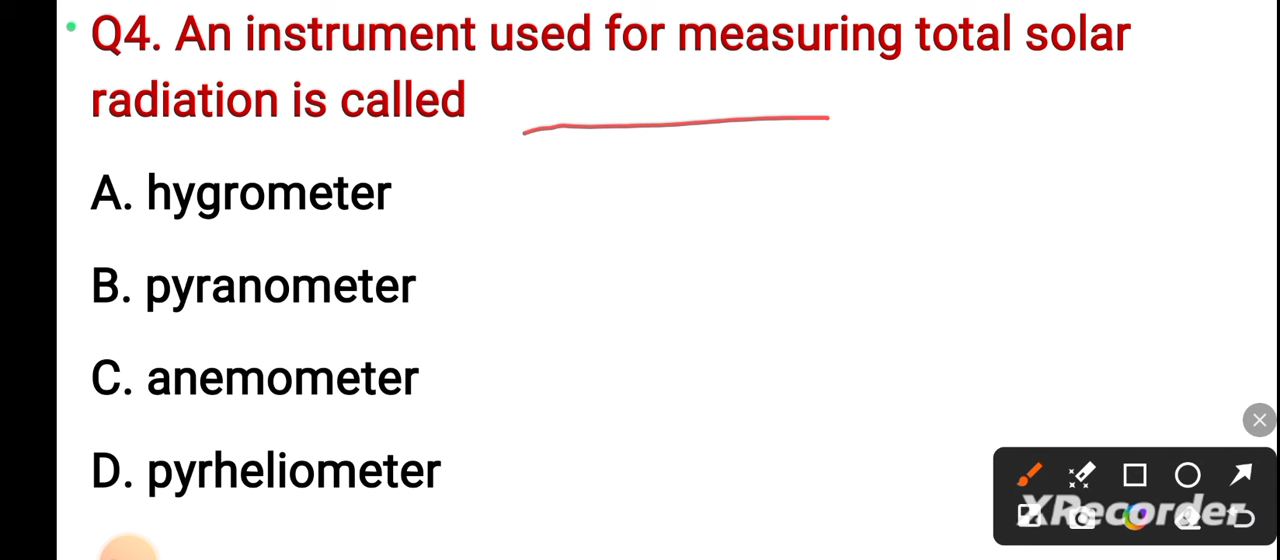 Q4. An instrument used for measuring total solar
radiation is called
A. hygrometer
B. pyranometer
C. anemometer
D. pyrheliometer
XRecorder